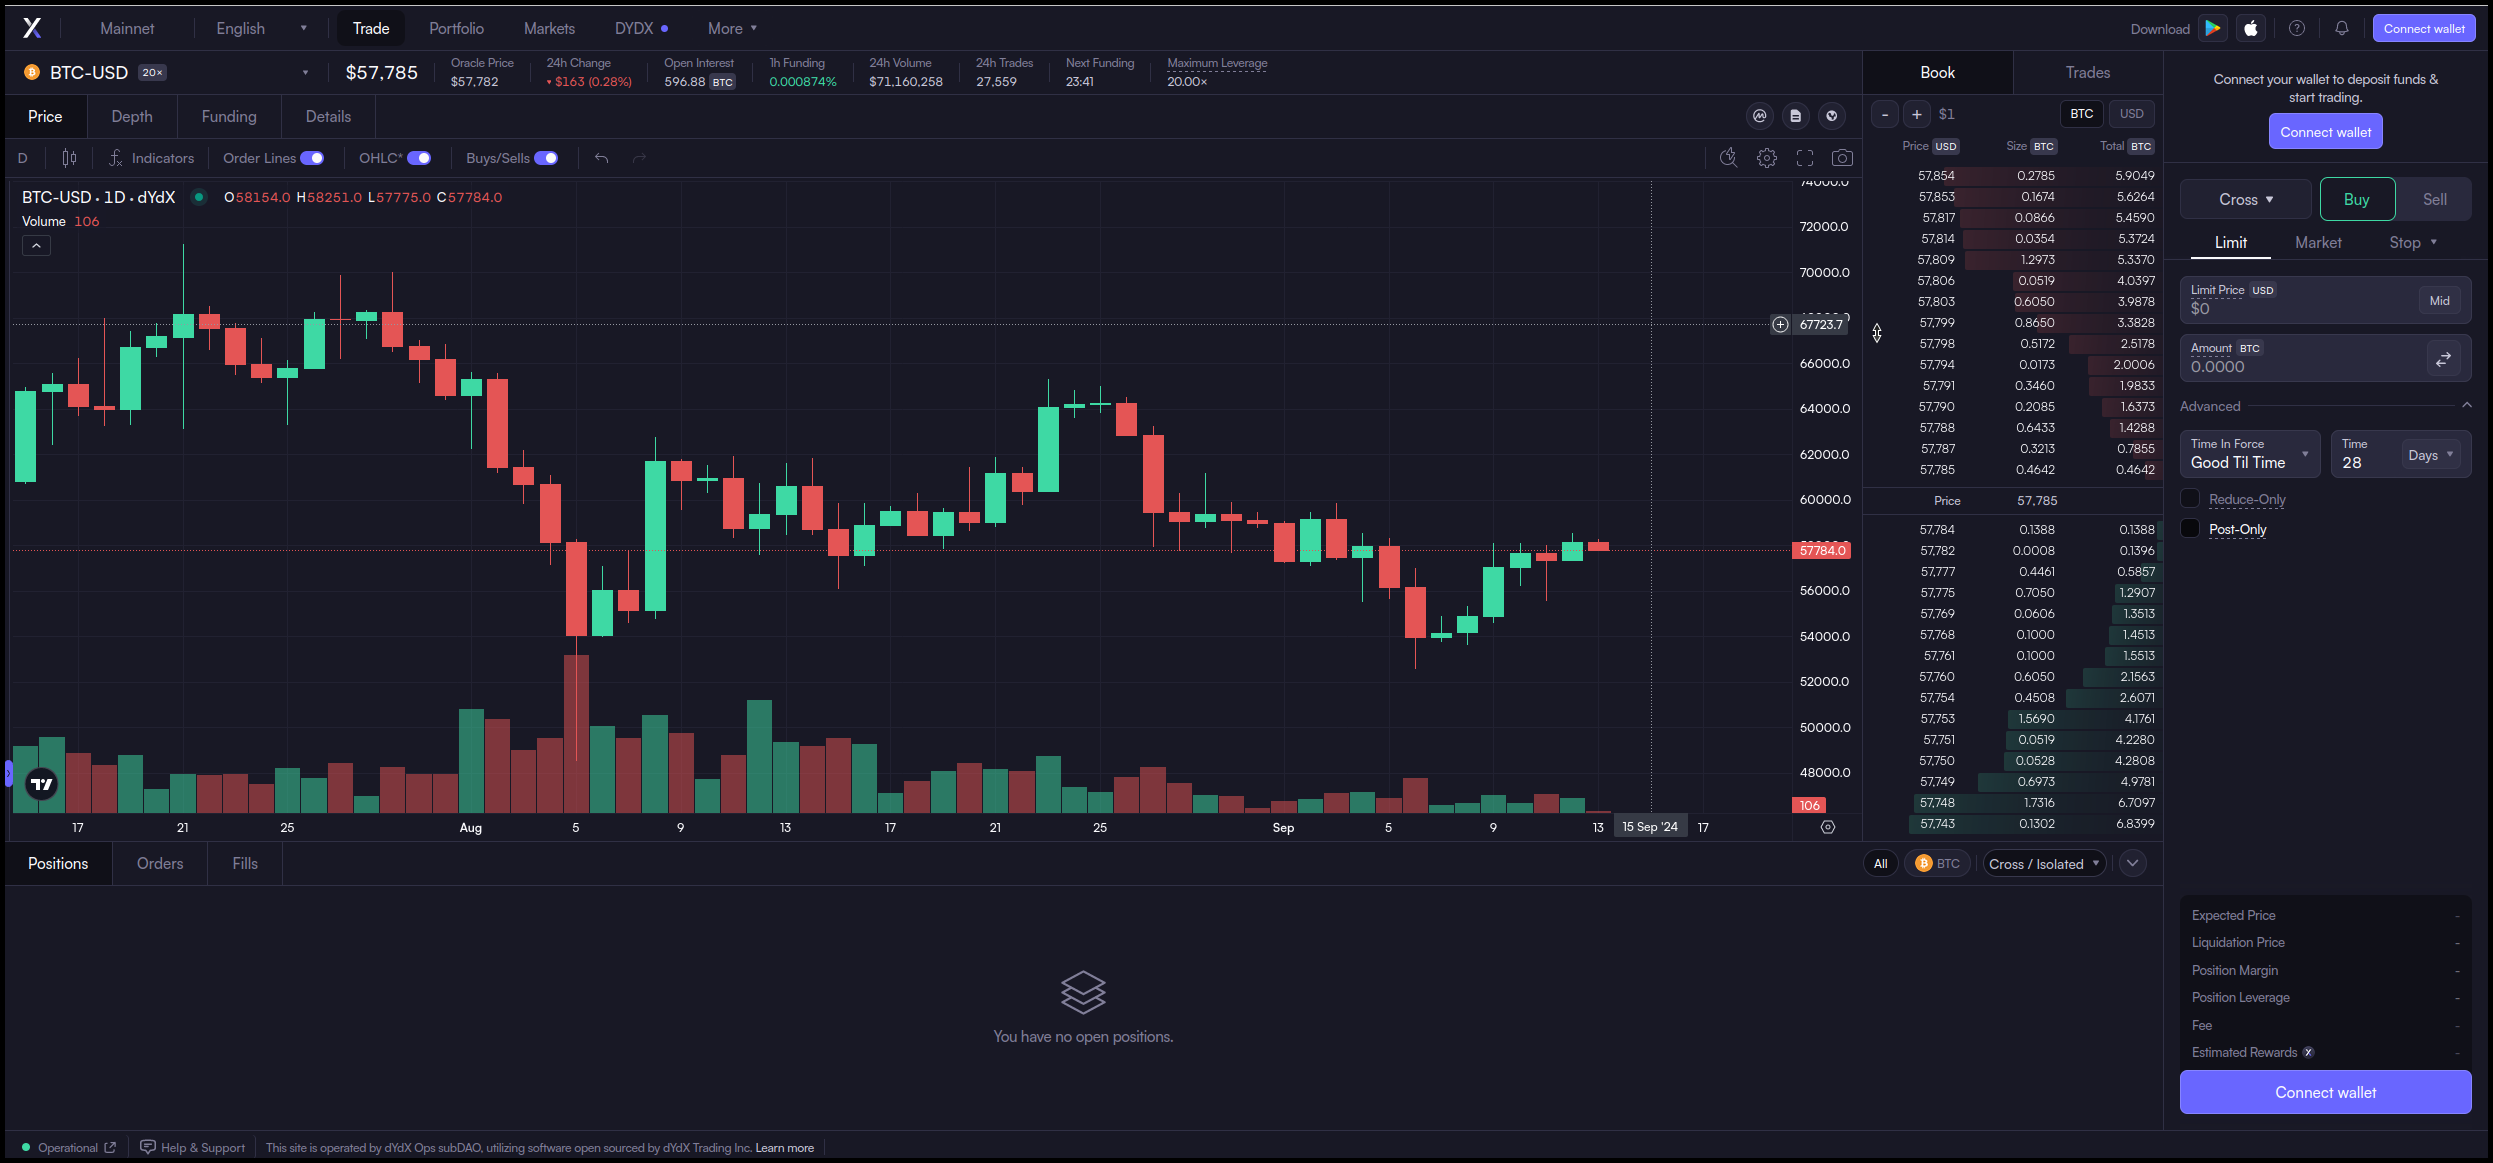 Mainnet English Trade Portfolio Markets DYDX More Download Connect wallet
BTC-USD 20× $57,785
Oracle Price 24h Change Open Interest 1h Funding 24h Volume 24h Trades Next Funding Maximum Leverage
$57,782 $163 (0.28%) 596.88 BTC 0.000874% $71,160,258 27,559 23:41 20.00×
Price Depth Funding Details
D Indicators Order Lines OHLC* Buys/Sells
BTC-USD · 1D · dYdX O58154.0 H58251.0 L57775.0 C57784.0
Volume 106
74000.0
72000.0
70000.0
67723.7
66000.0
64000.0
62000.0
60000.0
57784.0
56000.0
54000.0
52000.0
50000.0
48000.0
106
17 21 25 Aug 5 9 13 17 21 25 Sep 5 9 13 15 Sep '24 17
Book Trades
- + $1 BTC USD
Price USD Size BTC Total BTC
57,854 0.2785 5.9049
57,853 0.1674 5.6264
57,817 0.0866 5.4590
57,814 0.0354 5.3724
57,809 1.2973 5.3370
57,806 0.0519 4.0397
57,803 0.6050 3.9878
57,799 0.8650 3.3828
57,798 0.5172 2.5178
57,794 0.0173 2.0006
57,791 0.3460 1.9833
57,790 0.2085 1.6373
57,788 0.6433 1.4288
57,787 0.3213 0.7855
57,785 0.4642 0.4642
Price 57,785
57,784 0.1388 0.1388
57,782 0.0008 0.1396
57,777 0.4461 0.5857
57,775 0.7050 1.2907
57,769 0.0606 1.3513
57,768 0.1000 1.4513
57,761 0.1000 1.5513
57,760 0.6050 2.1563
57,754 0.4508 2.6071
57,753 1.5690 4.1761
57,751 0.0519 4.2280
57,750 0.0528 4.2808
57,749 0.6973 4.9781
57,748 1.7316 6.7097
57,743 0.1302 6.8399
Connect your wallet to deposit funds &
start trading.
Connect wallet
Cross Buy Sell
Limit Market Stop
Limit Price USD
$0 Mid
Amount BTC
0.0000
Advanced
Time In Force Time
Good Til Time 28 Days
Reduce-Only
Post-Only
Expected Price -
Liquidation Price -
Position Margin -
Position Leverage -
Fee -
Estimated Rewards -
Connect wallet
Positions Orders Fills All BTC Cross / Isolated
You have no open positions.
Operational Help & Support This site is operated by dYdX Ops subDAO, utilizing software open sourced by dYdX Trading Inc. Learn more